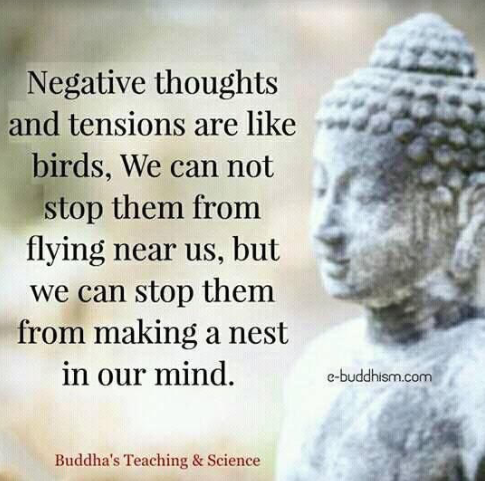 Negative thoughts
and tensions are like
birds, We can not
stop them from
flying near us, but
we can stop them
from making a nest
in our mind.
e-buddhism.com
Buddha's Teaching & Science